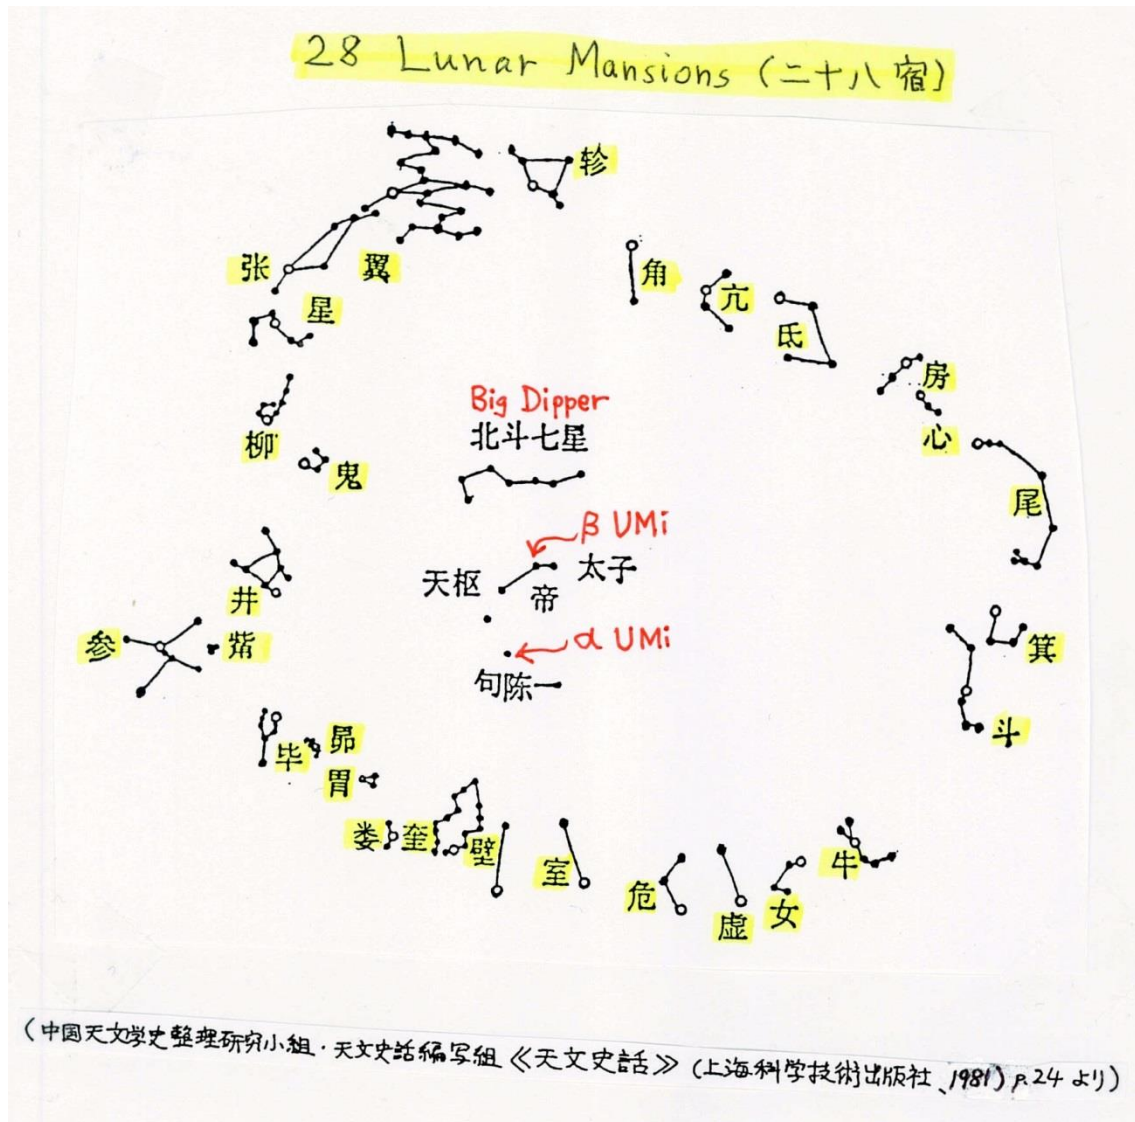 28 Lunar Mansions (二十八宿)
轸
张
翼
角
亢
星
氐
房
Big Dipper
北斗七星
柳
心
鬼
尾
β UMi
天枢
帝
太子
井
参
觜
α UMi
箕
句陈一
毕
昴
斗
胃
娄
奎
壁
室
牛
危
虚
女
(中国天文学史整理研究小組・天文史話編写組《天文史話》(上海科学技術出版社、1981) p.24 より)